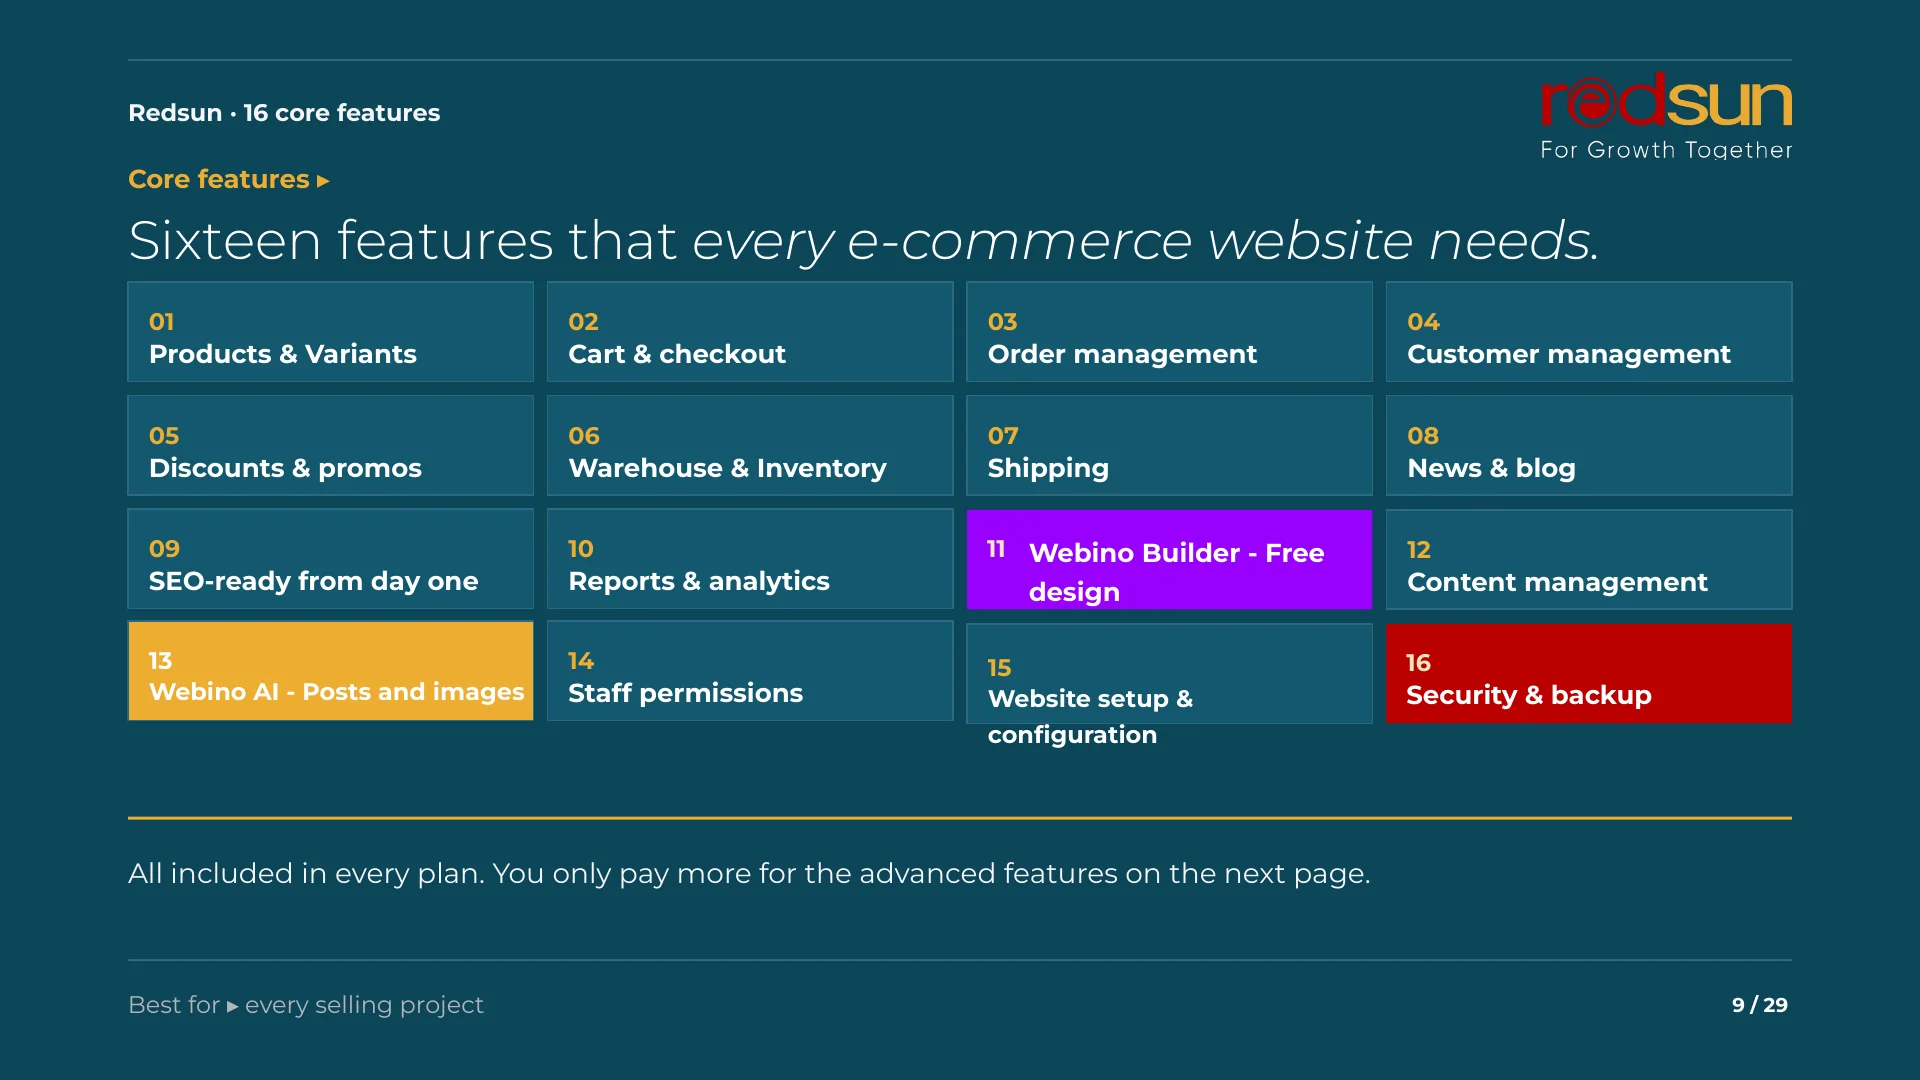 Redsun · 16 core features
redsun
For Growth Together
Core features ▸
Sixteen features that every e-commerce website needs.
01
Products & Variants
02
Cart & checkout
03
Order management
04
Customer management
05
Discounts & promos
06
Warehouse & Inventory
07
Shipping
08
News & blog
09
SEO-ready from day one
10
Reports & analytics
11
Webino Builder - Free
design
12
Content management
13
Webino AI - Posts and images
14
Staff permissions
15
Website setup &
configuration
16
Security & backup
All included in every plan. You only pay more for the advanced features on the next page.
Best for ▸ every selling project
9 / 29